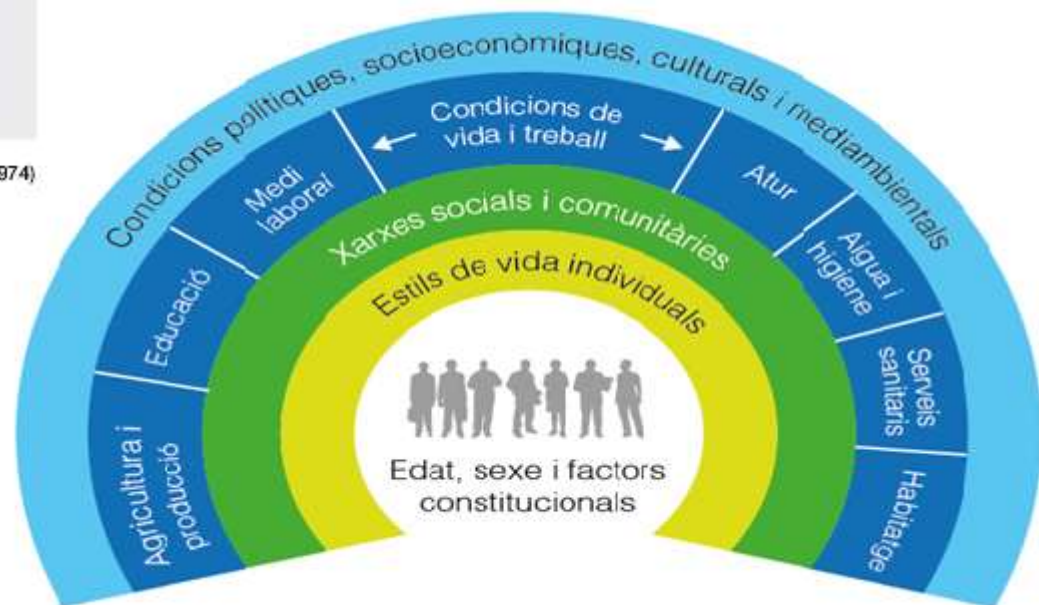 974)
Condicions polítiques, socioeconòmiques, culturals i mediambientals
Agricultura i
producció
Educació
Medi
laboral
Condicions de
vida i treball
Atur
Aigua i
higiene
Serveis
sanitaris
Habitatge
Xarxes socials i comunitàries
Estils de vida individuals
Edat, sexe i factors
constitucionals